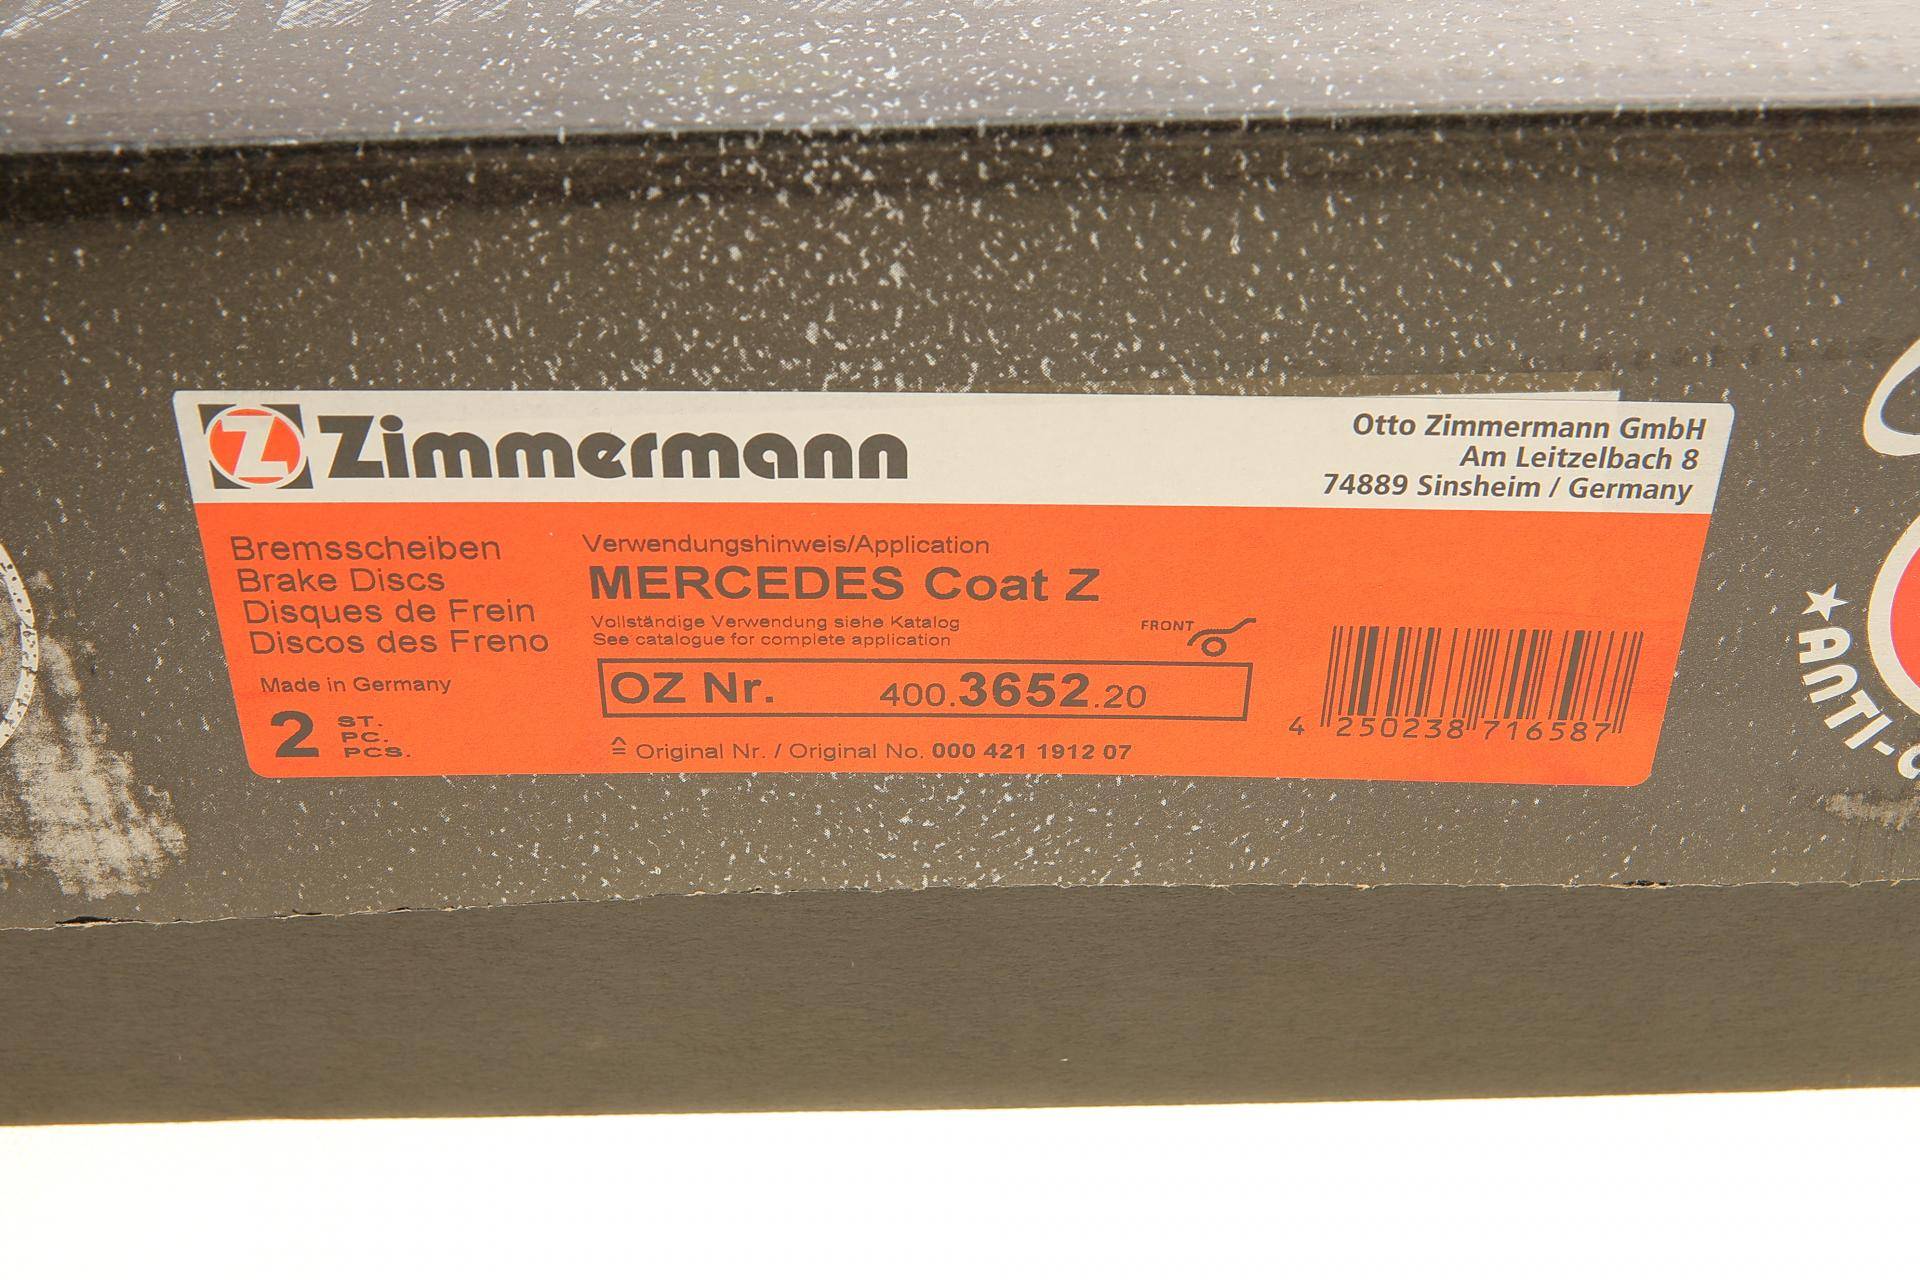 Z Zimmermann
Otto Zimmermann GmbH
Am Leitzelbach 8
74889 Sinsheim / Germany
Bremsscheiben
Brake Discs
Disques de Frein
Discos des Freno
Made in Germany
2 ST.
PC.
PCS.
Verwendungshinweis/Application
MERCEDES Coat Z
Vollständige Verwendung siehe Katalog
See catalogue for complete application
FRONT
OZ Nr. 400.3652.20
≙ Original Nr. / Original No. 000 421 1912 07
4 250238 716587
ANTI-